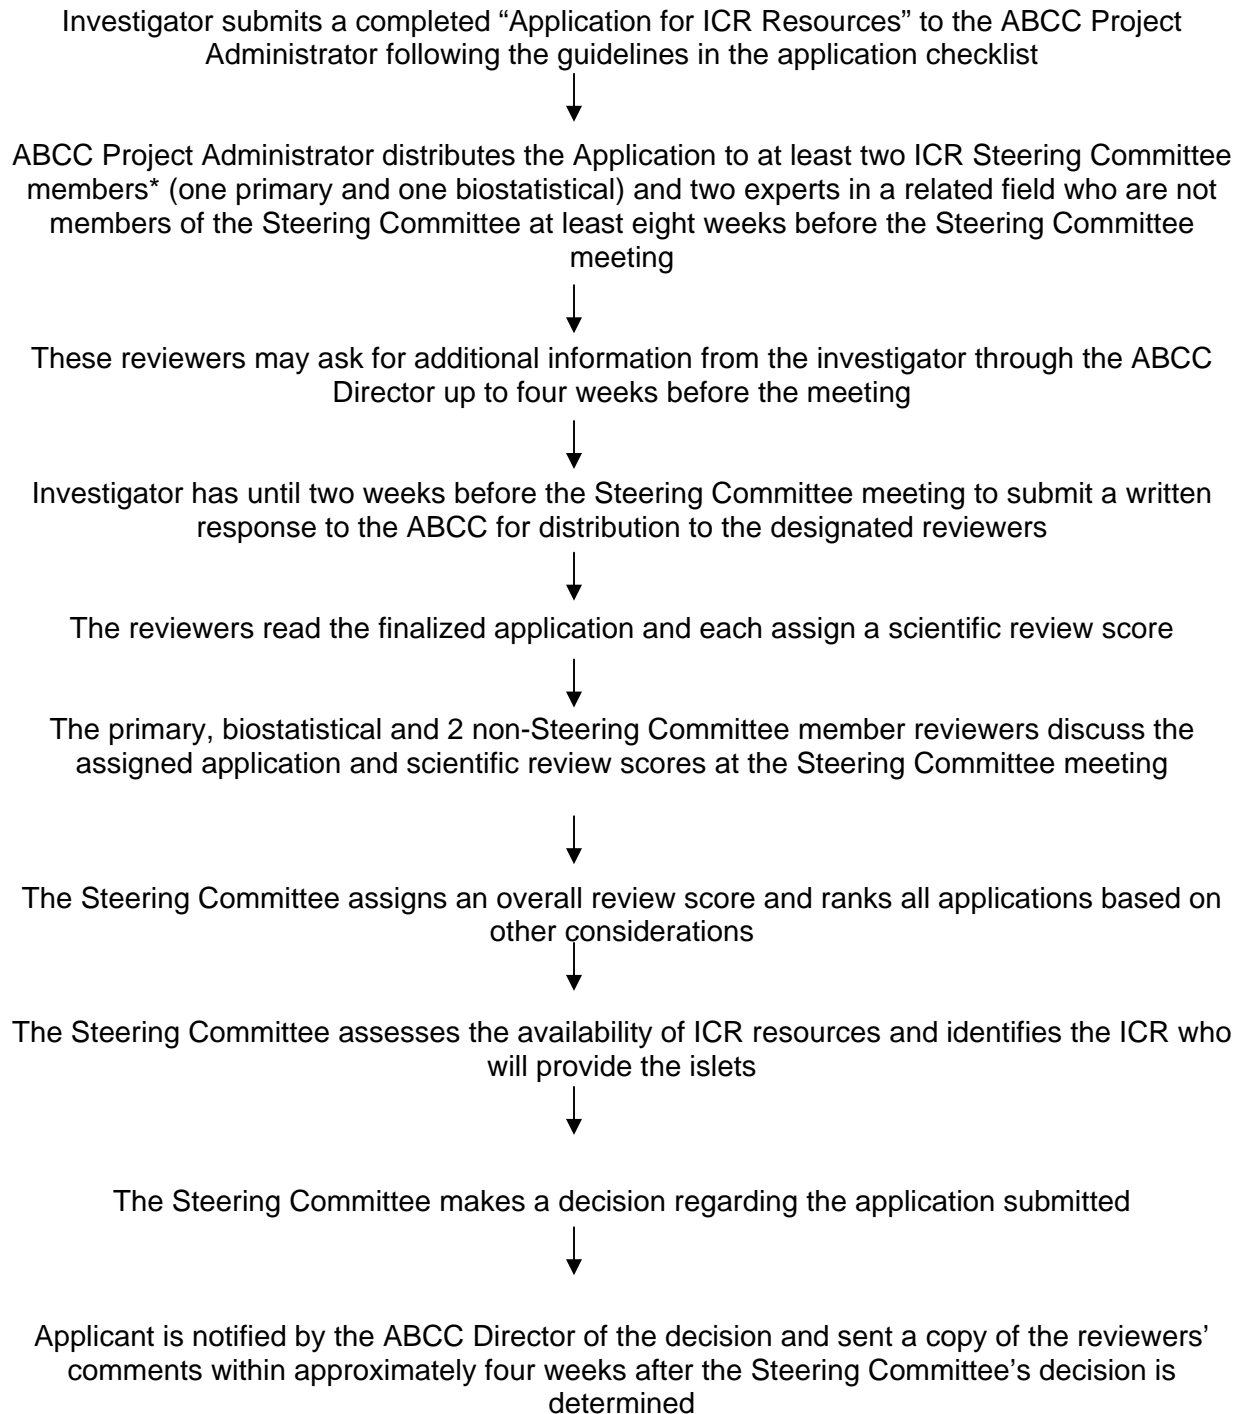 Investigator submits a completed “Application for ICR Resources” to the ABCC Project
Administrator following the guidelines in the application checklist
ABCC Project Administrator distributes the Application to at least two ICR Steering Committee
members* (one primary and one biostatistical) and two experts in a related field who are not
members of the Steering Committee at least eight weeks before the Steering Committee
meeting
These reviewers may ask for additional information from the investigator through the ABCC
Director up to four weeks before the meeting
Investigator has until two weeks before the Steering Committee meeting to submit a written
response to the ABCC for distribution to the designated reviewers
The reviewers read the finalized application and each assign a scientific review score
The primary, biostatistical and 2 non-Steering Committee member reviewers discuss the
assigned application and scientific review scores at the Steering Committee meeting
The Steering Committee assigns an overall review score and ranks all applications based on
other considerations
The Steering Committee assesses the availability of ICR resources and identifies the ICR who
will provide the islets
The Steering Committee makes a decision regarding the application submitted
Applicant is notified by the ABCC Director of the decision and sent a copy of the reviewers’
comments within approximately four weeks after the Steering Committee’s decision is
determined